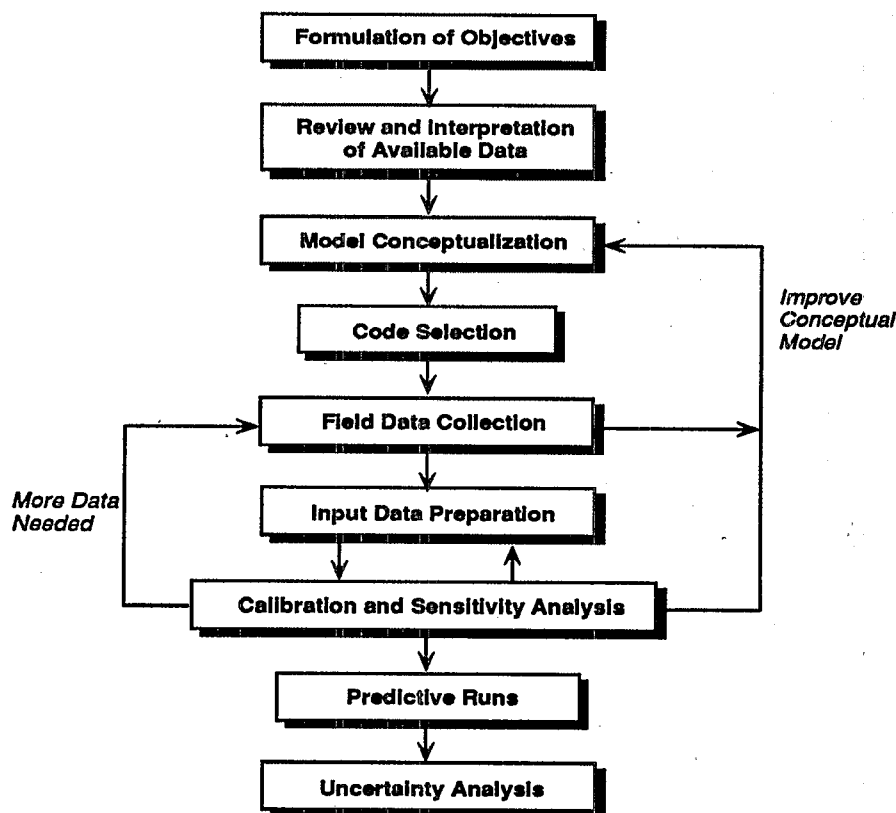 Formulation of Objectives
Review and Interpretation
of Available Data
Model Conceptualization
Improve
Conceptual
Model
Code Selection
Field Data Collection
More Data
Needed
Input Data Preparation
Calibration and Sensitivity Analysis
Predictive Runs
Uncertainty Analysis